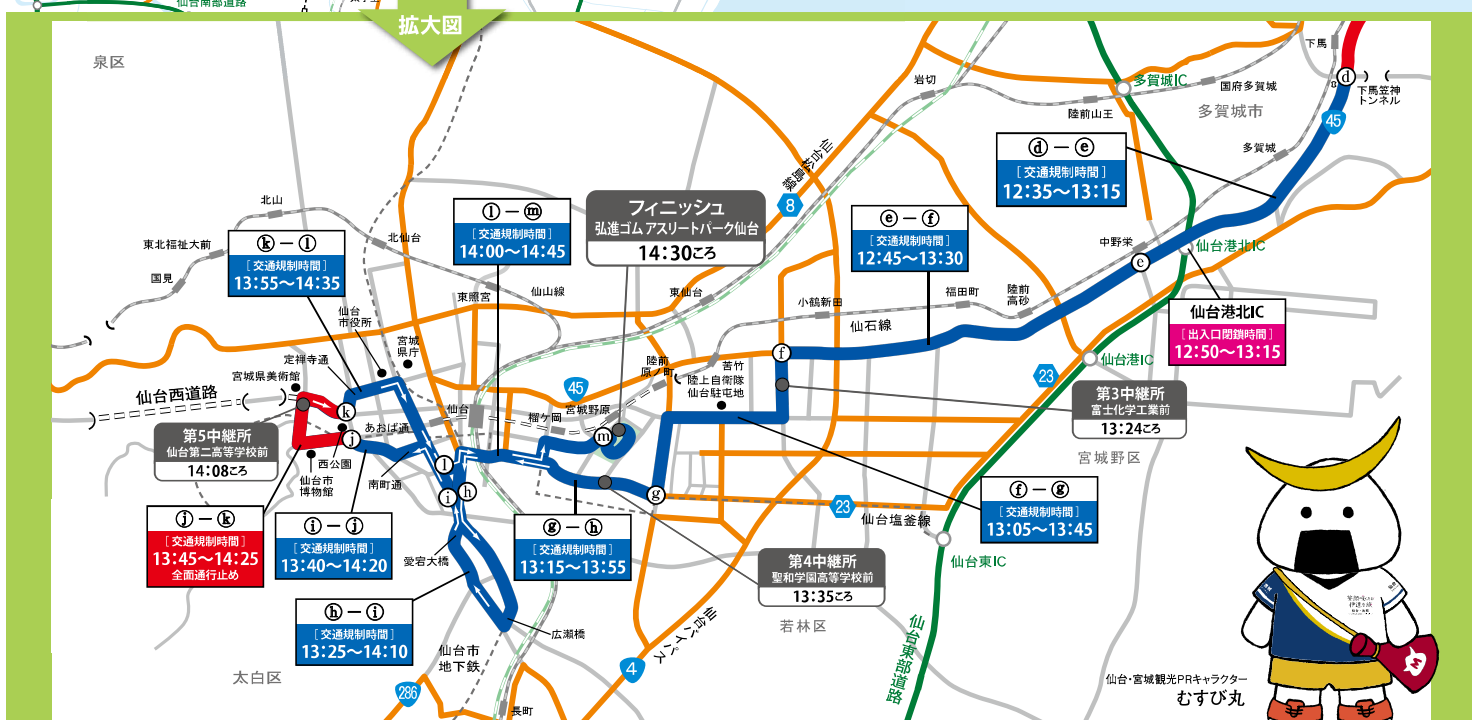 仙台南部道路
拡大図
泉区
下馬
ⓓ
8
下馬笠神
トンネル
45
多賀城IC
国府多賀城
陸前山王
多賀城市
多賀城
岩切
仙台松島線
8
ⓓ－ⓔ
[交通規制時間]
12:35～13:15
北山
北仙台
東北福祉大前
国見
ⓚ－ⓛ
[交通規制時間]
13:55～14:35
ⓛ－ⓜ
[交通規制時間]
14:00～14:45
フィニッシュ
弘進ゴム アスリートパーク仙台
14:30ころ
ⓔ－ⓕ
[交通規制時間]
12:45～13:30
中野栄
ⓔ
仙台港北IC
仙台港北IC
[出入口閉鎖時間]
12:50～13:15
東照宮
仙山線
東仙台
小鶴新田
福田町
陸前
高砂
仙石線
仙台
市役所
宮城
県庁
定禅寺通
宮城県美術館
仙台西道路
ⓚ
ⓙ
あおば通
西公園
仙台市
博物館
南町通
仙台
榴ケ岡
宮城野原
45
陸前
原ノ町
苦竹
陸上自衛隊
仙台駐屯地
ⓕ
仙台港IC
23
第3中継所
富士化学工業前
13:24ころ
宮城野区
第5中継所
仙台第二高等学校前
14:08ころ
ⓜ
ⓛ
ⓘ
ⓗ
ⓖ
23
仙台塩釜線
仙台東IC
ⓙ－ⓚ
[交通規制時間]
13:45～14:25
全面通行止め
ⓘ－ⓙ
[交通規制時間]
13:40～14:20
愛宕大橋
ⓖ－ⓗ
[交通規制時間]
13:15～13:55
ⓕ－ⓖ
[交通規制時間]
13:05～13:45
第4中継所
聖和学園高等学校前
13:35ころ
ⓗ－ⓘ
[交通規制時間]
13:25～14:10
広瀬橋
仙台市
地下鉄
太白区
286
長町
4
仙台バイパス
若林区
仙台東部道路
仙台・宮城観光PRキャラクター
むすび丸